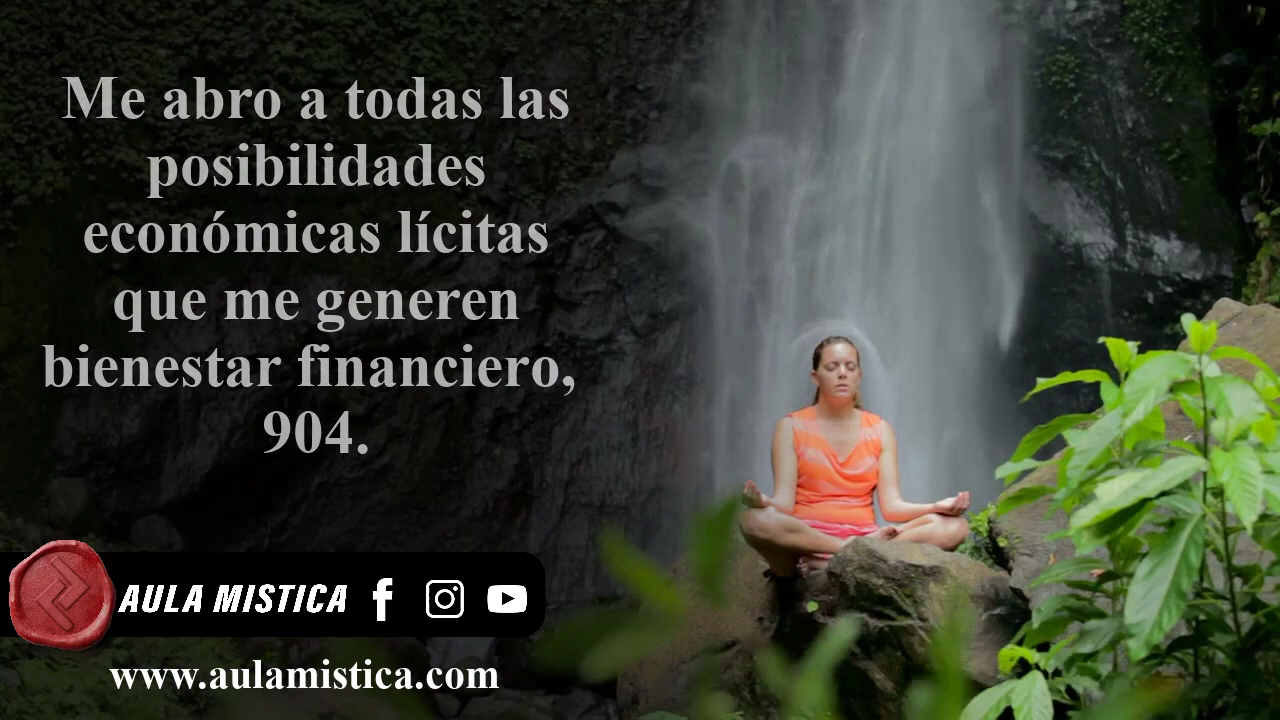 Me abro a todas las
posibilidades
económicas lícitas
que me generen
bienestar financiero,
904.
AULA MISTICA
www.aulamistica.com